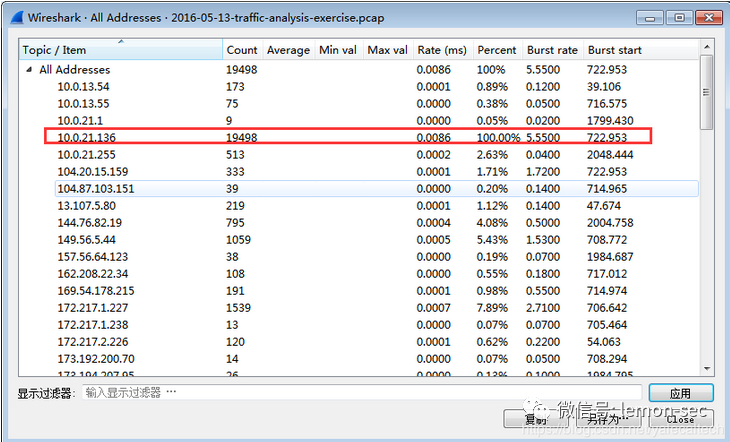 Wireshark · All Addresses · 2016-05-13-traffic-analysis-exercise.pcap
Topic / Item Count Average Min val Max val Rate (ms) Percent Burst rate Burst start
All Addresses 19498 0.0086 100% 5.5500 722.953
10.0.13.54 173 0.0001 0.89% 0.1200 39.106
10.0.13.55 75 0.0000 0.38% 0.0500 716.575
10.0.21.1 9 0.0000 0.05% 0.0200 1799.430
10.0.21.136 19498 0.0086 100.00% 5.5500 722.953
10.0.21.255 513 0.0002 2.63% 0.0400 2048.444
104.20.15.159 333 0.0001 1.71% 1.7200 722.953
104.87.103.151 39 0.0000 0.20% 0.1400 714.965
13.107.5.80 219 0.0001 1.12% 0.1400 47.674
144.76.82.19 795 0.0004 4.08% 0.5000 2004.758
149.56.5.44 1059 0.0005 5.43% 1.5300 708.772
157.56.64.123 38 0.0000 0.19% 0.0700 1984.687
162.208.22.34 108 0.0000 0.55% 0.1800 717.012
169.54.178.215 191 0.0001 0.98% 0.5500 714.974
172.217.1.227 1539 0.0007 7.89% 2.7100 706.642
172.217.1.238 13 0.0000 0.07% 0.0700 705.464
172.217.2.226 120 0.0001 0.62% 0.2200 54.063
173.192.200.70 14 0.0000 0.07% 0.0500 708.294
173.194.207.95 26 0.0000 0.13% 0.1000 1984.795
显示过滤器: 输入显示过滤器 … 应用
复制 另存为… Close
微信号: lemon-sec